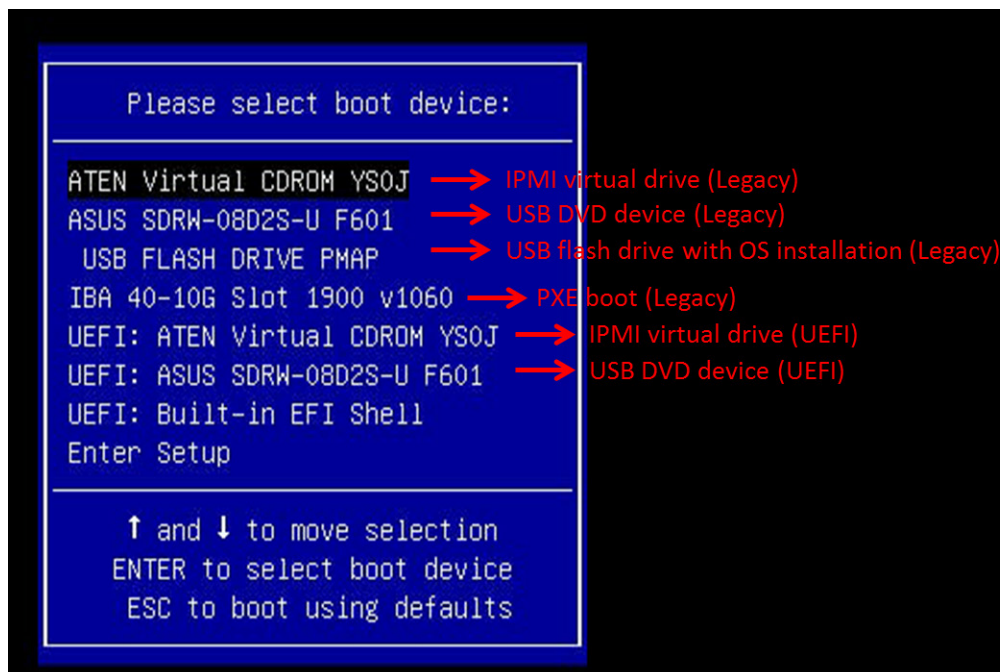 Please select boot device:
ATEN Virtual CDROM YS0J → IPMI virtual drive (Legacy)
ASUS SDRW-08D2S-U F601 → USB DVD device (Legacy)
USB FLASH DRIVE PMAP → USB flash drive with OS installation (Legacy)
IBA 40-10G Slot 1900 v1060 → PXE boot (Legacy)
UEFI: ATEN Virtual CDROM YS0J → IPMI virtual drive (UEFI)
UEFI: ASUS SDRW-08D2S-U F601 → USB DVD device (UEFI)
UEFI: Built-in EFI Shell
Enter Setup
↑ and ↓ to move selection
ENTER to select boot device
ESC to boot using defaults